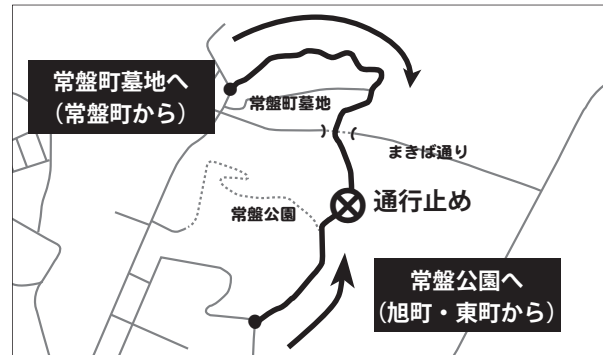 常盤町墓地へ
(常盤町から)
常盤町墓地
まきば通り
通行止め
常盤公園
常盤公園へ
(旭町・東町から)